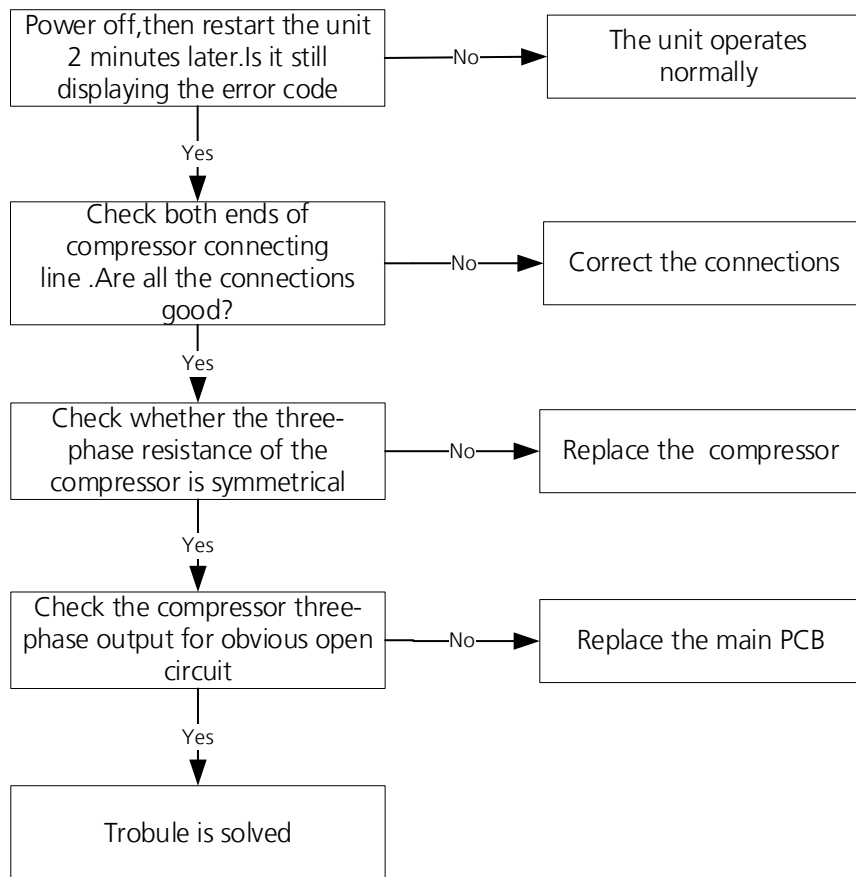 Power off,then restart the unit
2 minutes later.Is it still
displaying the error code
No
The unit operates
normally
Yes
Check both ends of
compressor connecting
line .Are all the connections
good?
No
Correct the connections
Yes
Check whether the three-
phase resistance of the
compressor is symmetrical
No
Replace the  compressor
Yes
Check the compressor three-
phase output for obvious open
circuit
No
Replace the main PCB
Yes
Trobule is solved